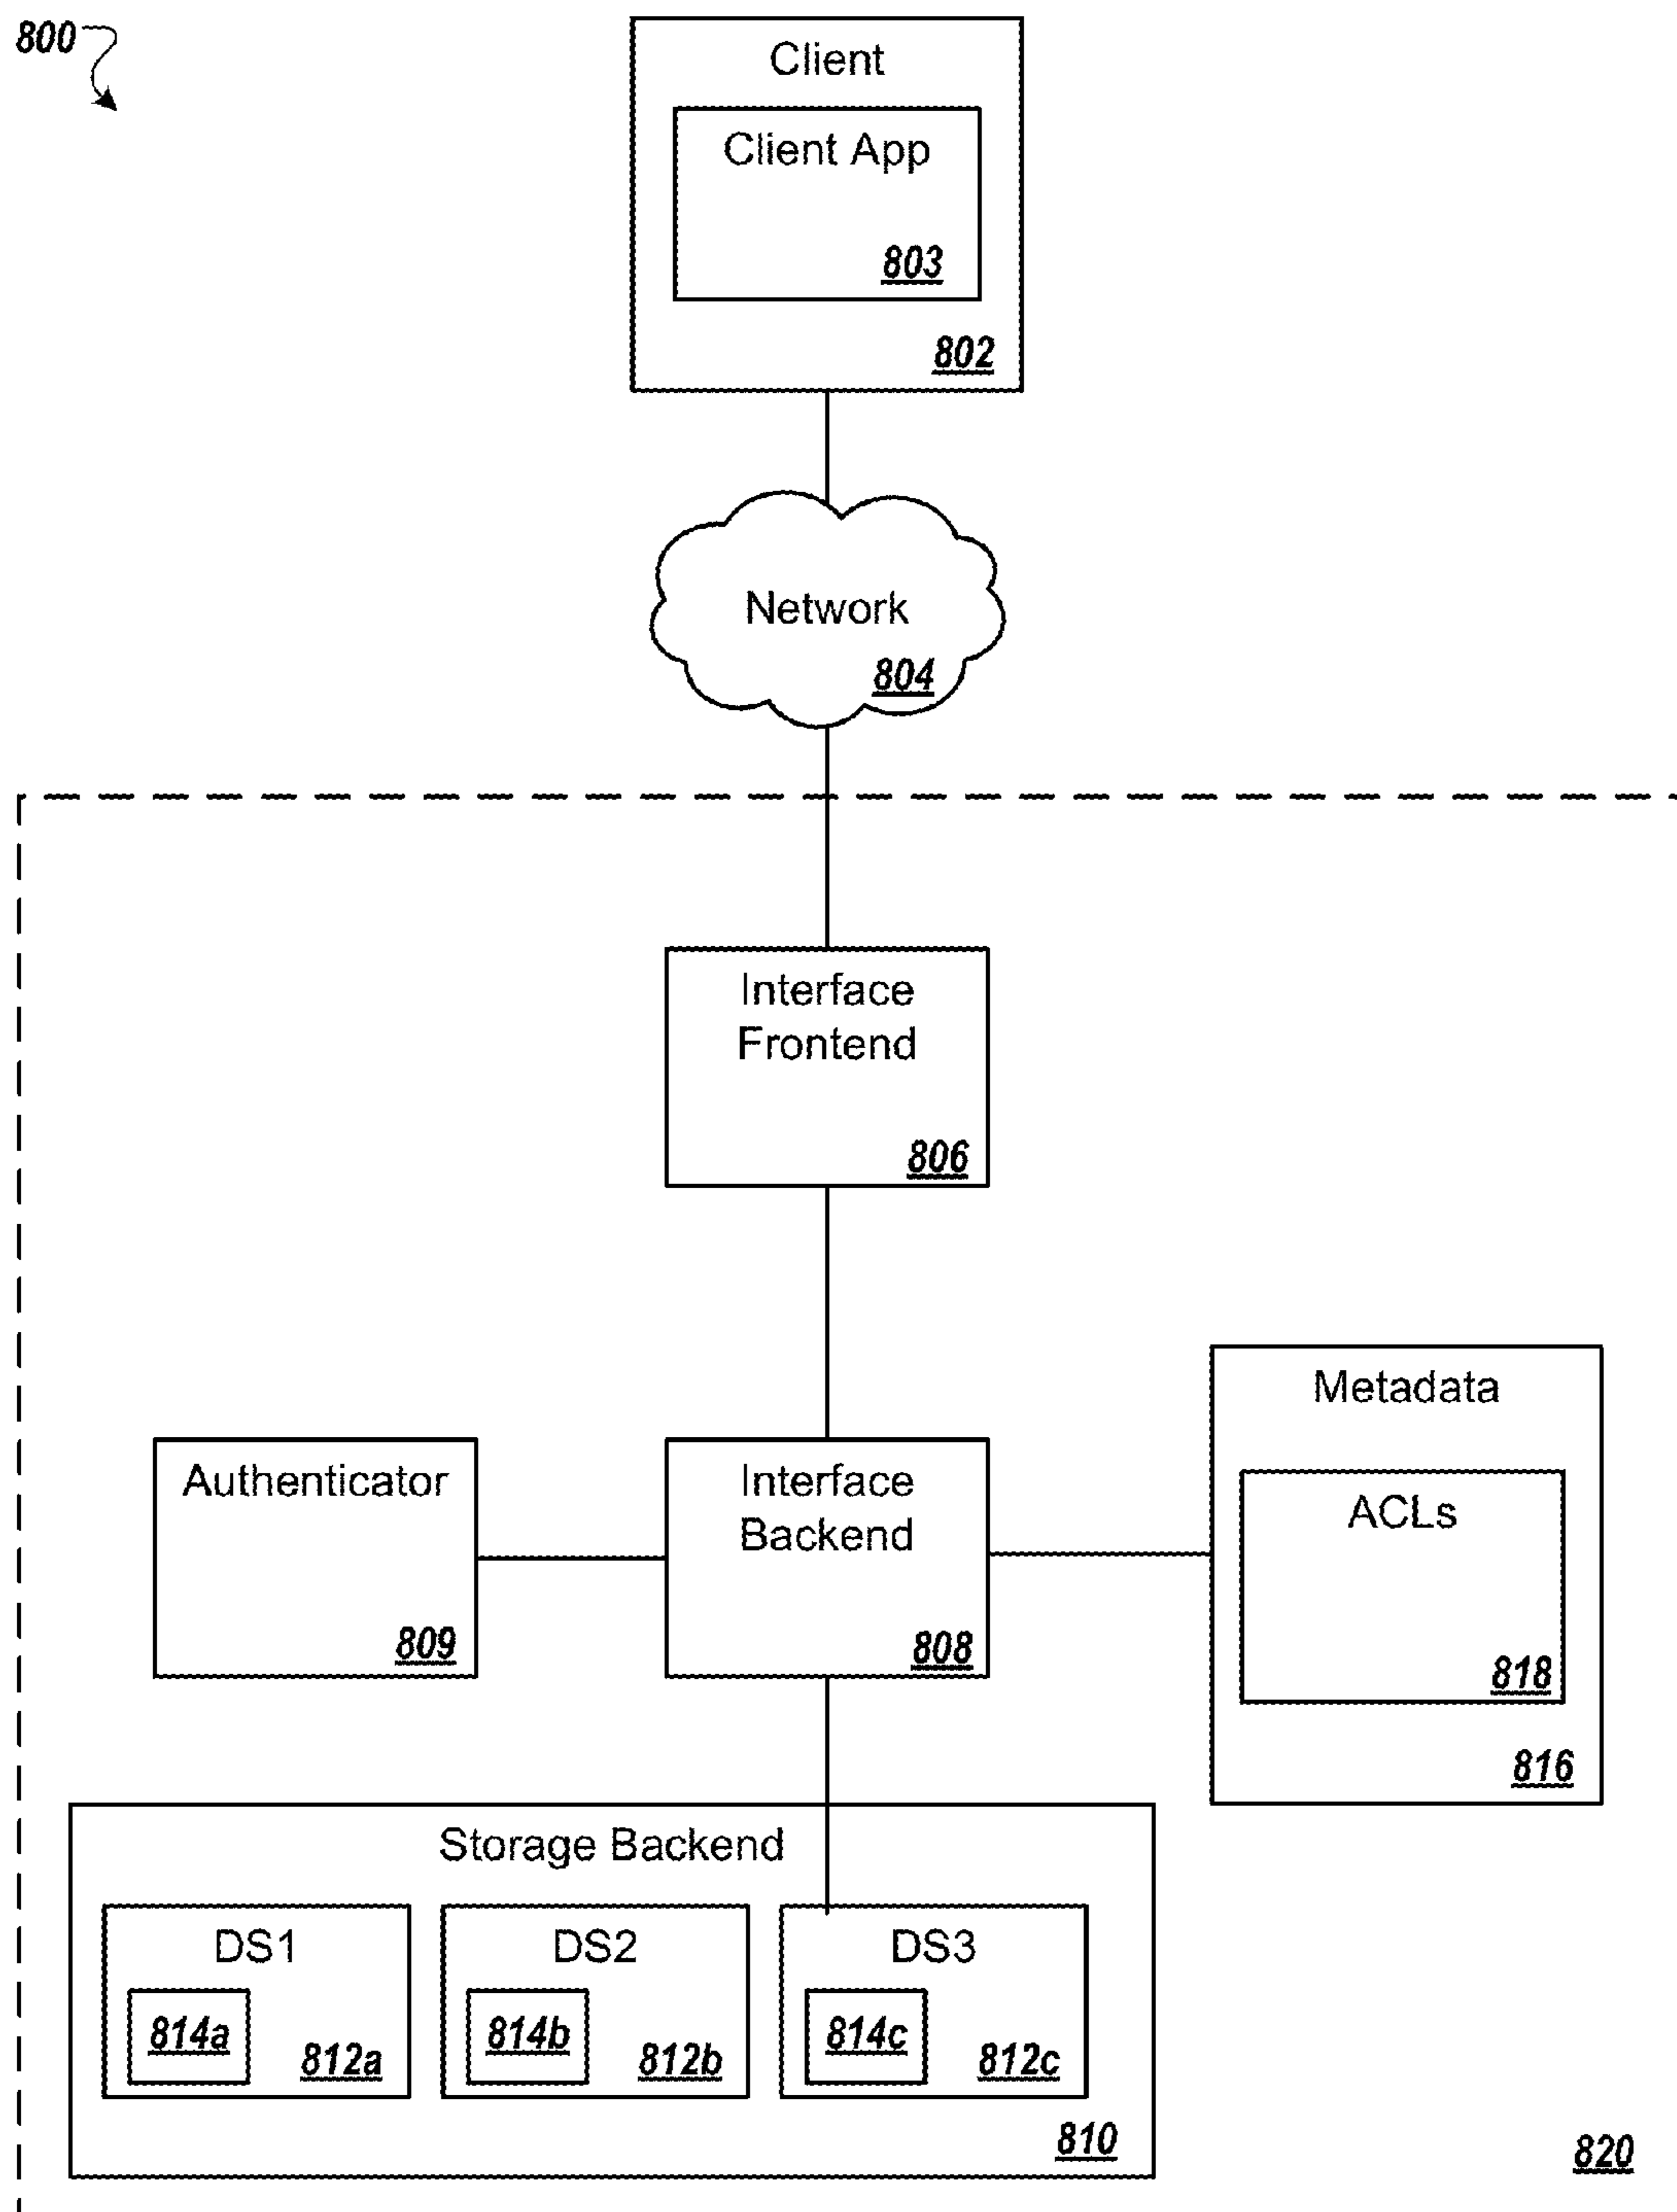 800
Client
Client App
803
802
Network
804
Interface
Frontend
806
Metadata
Authenticator
Interface
Backend
ACLs
809
808
818
816
Storage Backend
DS1
DS2
DS3
814a
812a
814b
812b
814c
812c
810
820